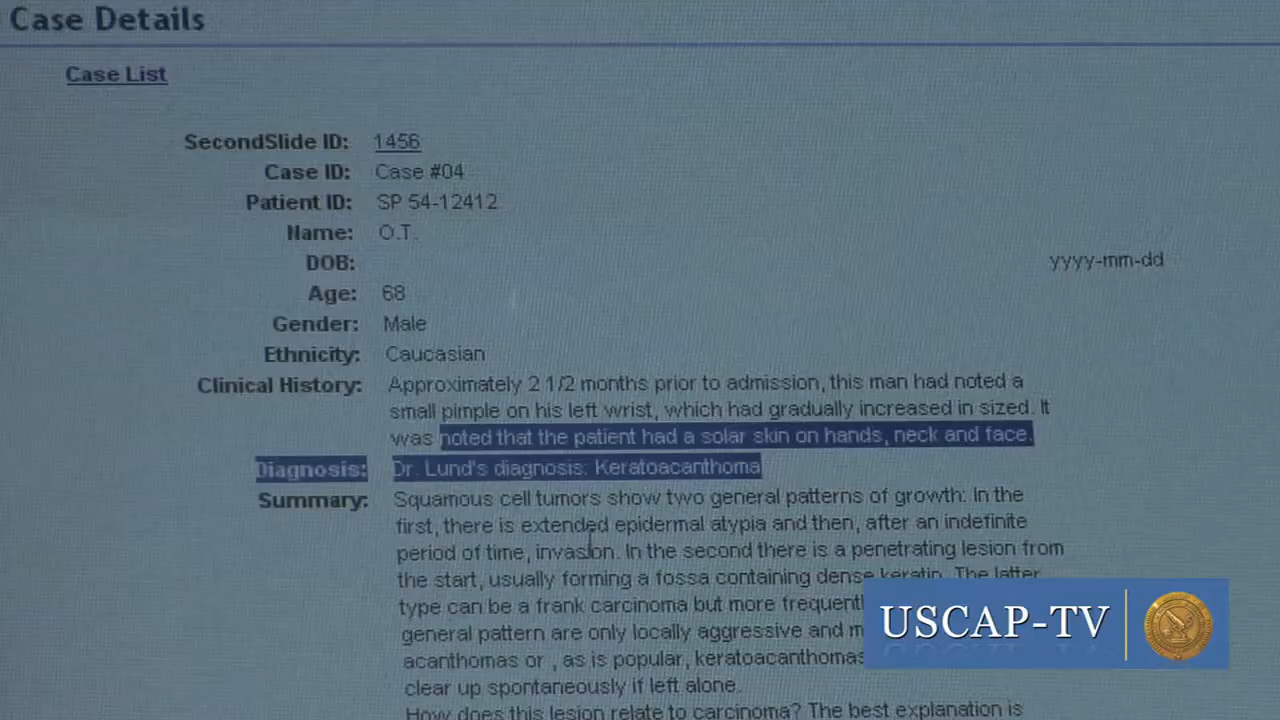 Case Details
Case List
SecondSlide ID: 1456
Case ID: Case #04
Patient ID: SP 54-12412
Name: O.T.
DOB: yyyy-mm-dd
Age: 68
Gender: Male
Ethnicity: Caucasian
Clinical History: Approximately 2 1/2 months prior to admission, this man had noted a
small pimple on his left wrist, which had gradually increased in sized. It
was noted that the patient had a solar skin on hands, neck and face.
Diagnosis: Dr. Lund's diagnosis: Keratoacanthoma
Summary: Squamous cell tumors show two general patterns of growth: In the
first, there is extended epidermal atypia and then, after an indefinite
period of time, invasion. In the second there is a penetrating lesion from
the start, usually forming a fossa containing dense keratin. The latter
type can be a frank carcinoma but more
general pattern are only locally aggressive and
acanthomas or , as is popular, keratoacanthomas
clear up spontaneously if left alone.
How does this lesion relate to carcinoma? The best explanation is
USCAP-TV